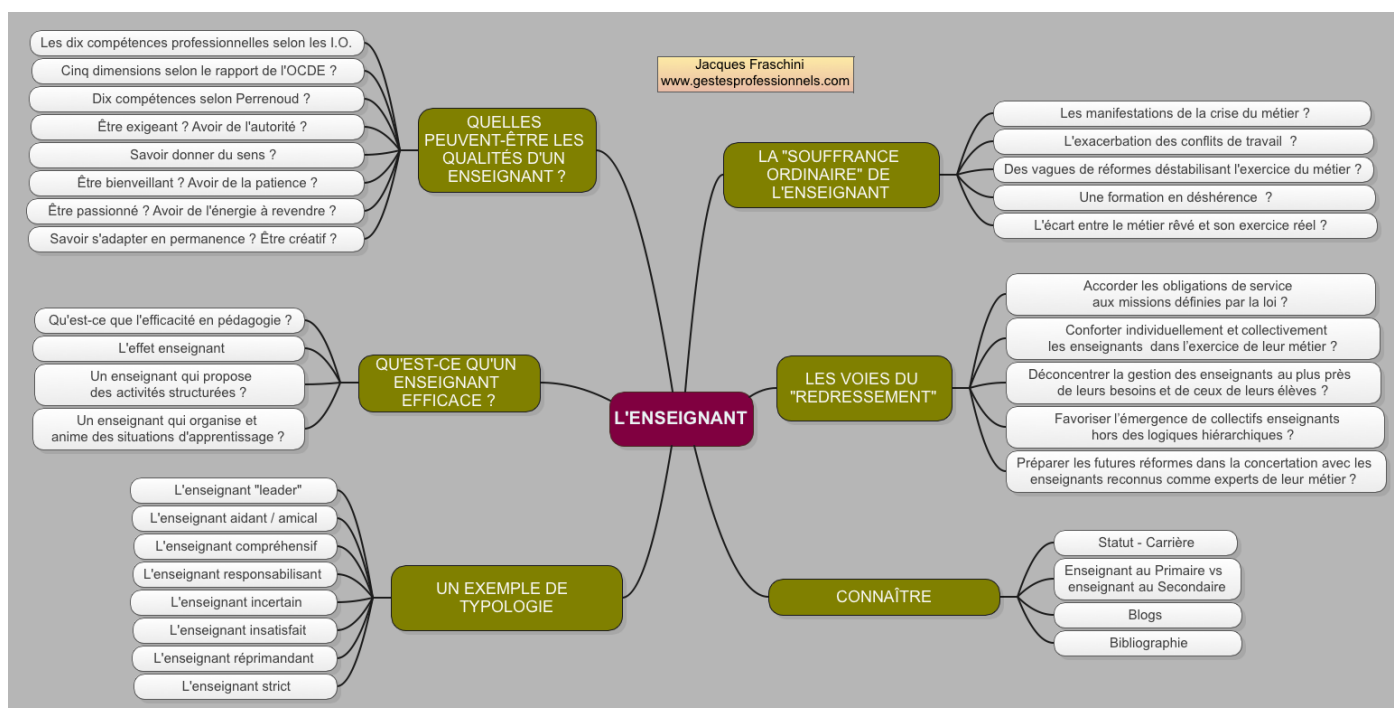 Jacques Fraschini
www.gestesprofessionnels.com
L'ENSEIGNANT
QUELLES
PEUVENT-ÊTRE LES
QUALITÉS D'UN
ENSEIGNANT ?
Les dix compétences professionnelles selon les I.O.
Cinq dimensions selon le rapport de l'OCDE ?
Dix compétences selon Perrenoud ?
Être exigeant ? Avoir de l'autorité ?
Savoir donner du sens ?
Être bienveillant ? Avoir de la patience ?
Être passionné ? Avoir de l'énergie à revendre ?
Savoir s'adapter en permanence ? Être créatif ?
QU'EST-CE QU'UN
ENSEIGNANT
EFFICACE ?
Qu'est-ce que l'efficacité en pédagogie ?
L'effet enseignant
Un enseignant qui propose
des activités structurées ?
Un enseignant qui organise et
anime des situations d'apprentissage ?
UN EXEMPLE DE
TYPOLOGIE
L'enseignant "leader"
L'enseignant aidant / amical
L'enseignant compréhensif
L'enseignant responsabilisant
L'enseignant incertain
L'enseignant insatisfait
L'enseignant réprimandant
L'enseignant strict
LA "SOUFFRANCE
ORDINAIRE" DE
L'ENSEIGNANT
Les manifestations de la crise du métier ?
L'exacerbation des conflits de travail ?
Des vagues de réformes déstabilisant l'exercice du métier ?
Une formation en déshérence ?
L'écart entre le métier rêvé et son exercice réel ?
LES VOIES DU
"REDRESSEMENT"
Accorder les obligations de service
aux missions définies par la loi ?
Conforter individuellement et collectivement
les enseignants dans l'exercice de leur métier ?
Déconcentrer la gestion des enseignants au plus près
de leurs besoins et de ceux de leurs élèves ?
Favoriser l'émergence de collectifs enseignants
hors des logiques hiérarchiques ?
Préparer les futures réformes dans la concertation avec les
enseignants reconnus comme experts de leur métier ?
CONNAÎTRE
Statut - Carrière
Enseignant au Primaire vs
enseignant au Secondaire
Blogs
Bibliographie